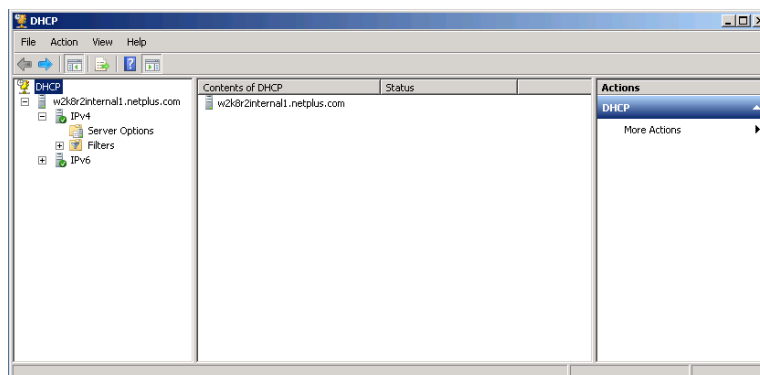 DHCP
File Action View Help
DHCP
w2k8r2internal1.netplus.com
IPv4
Server Options
Filters
IPv6
Contents of DHCP Status
w2k8r2internal1.netplus.com
Actions
DHCP
More Actions